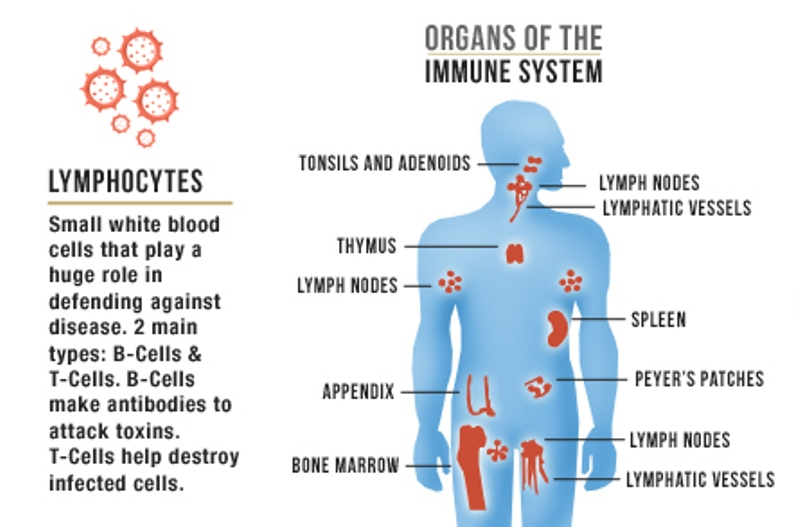 LYMPHOCYTES
Small white blood
cells that play a
huge role in
defending against
disease. 2 main
types: B-Cells &
T-Cells. B-Cells
make antibodies to
attack toxins.
T-Cells help destroy
infected cells.
ORGANS OF THE
IMMUNE SYSTEM
TONSILS AND ADENOIDS
LYMPH NODES
LYMPHATIC VESSELS
THYMUS
LYMPH NODES
SPLEEN
PEYER'S PATCHES
APPENDIX
LYMPH NODES
BONE MARROW
LYMPHATIC VESSELS